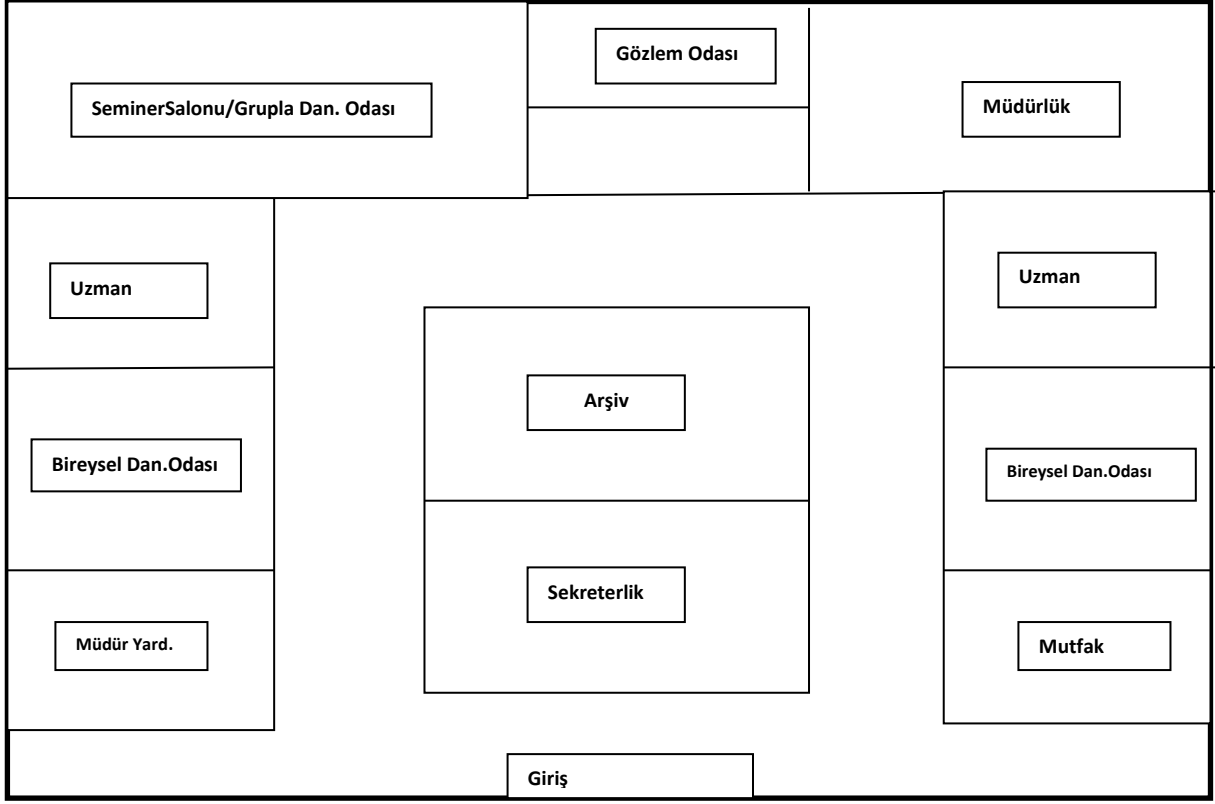 Gözlem Odası
SeminerSalonu/Grupla Dan. Odası
Müdürlük
Uzman
Uzman
Arşiv
Bireysel Dan.Odası
Bireysel Dan.Odası
Sekreterlik
Müdür Yard.
Mutfak
Giriş